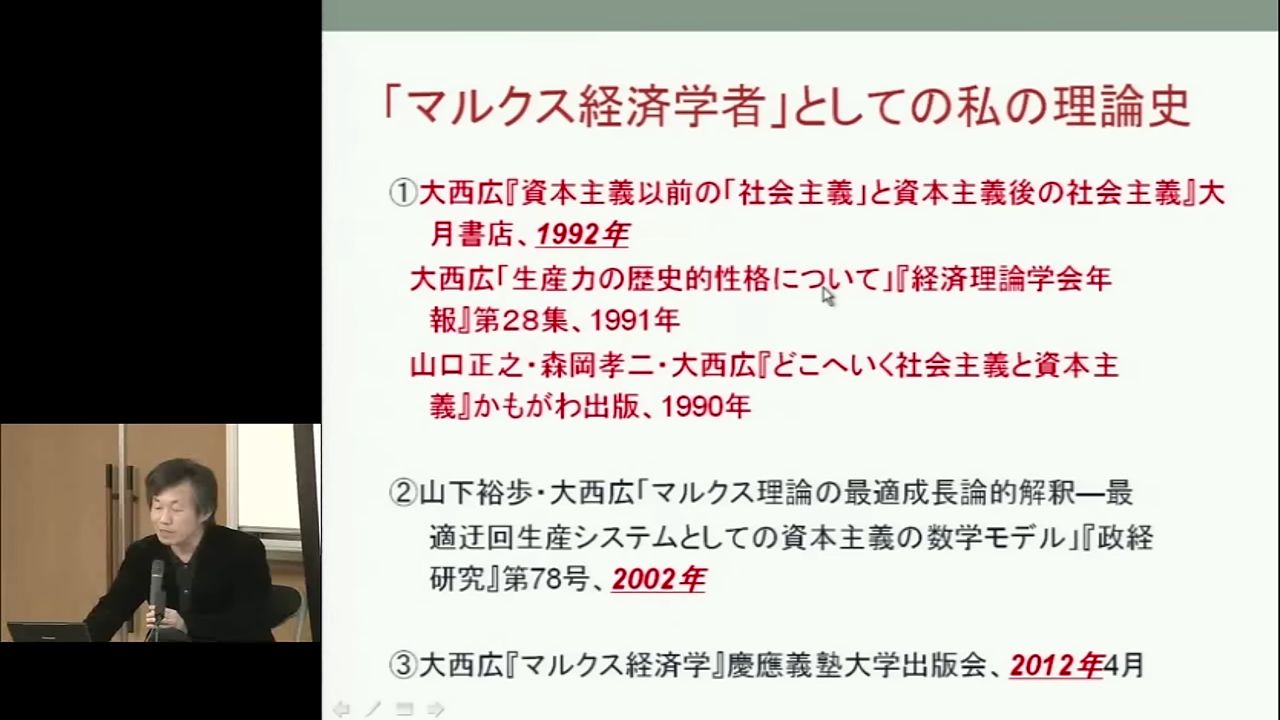 「マルクス経済学者」としての私の理論史
①大西広『資本主義以前の「社会主義」と資本主義後の社会主義』大
月書店、1992年
大西広「生産力の歴史的性格について」『経済理論学会年
報』第28集、1991年
山口正之・森岡孝二・大西広『どこへいく社会主義と資本主
義』かもがわ出版、1990年
②山下裕歩・大西広「マルクス理論の最適成長論的解釈―最
適迂回生産システムとしての資本主義の数学モデル」『政経
研究』第78号、2002年
③大西広『マルクス経済学』慶應義塾大学出版会、2012年4月